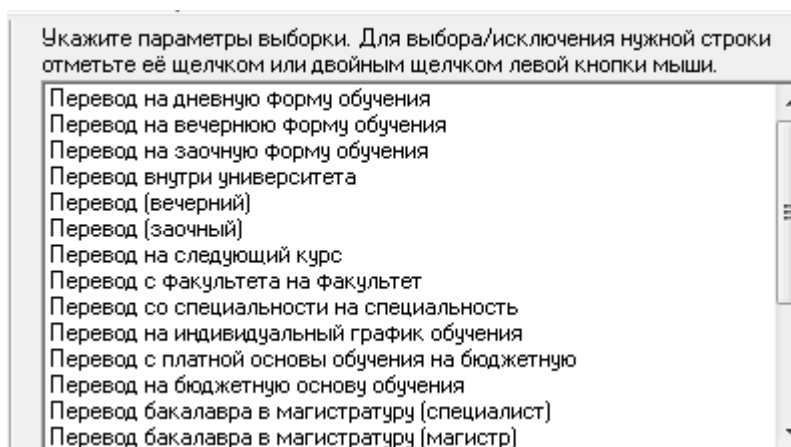 Укажите параметры выборки. Для выбора/исключения нужной строки
отметьте её щелчком или двойным щелчком левой кнопки мыши.
Перевод на дневную форму обучения
Перевод на вечернюю форму обучения
Перевод на заочную форму обучения
Перевод внутри университета
Перевод (вечерний)
Перевод (заочный)
Перевод на следующий курс
Перевод с факультета на факультет
Перевод со специальности на специальность
Перевод на индивидуальный график обучения
Перевод с платной основы обучения на бюджетную
Перевод на бюджетную основу обучения
Перевод бакалавра в магистратуру (специалист)
Перевод бакалавра в магистратуру (магистр)